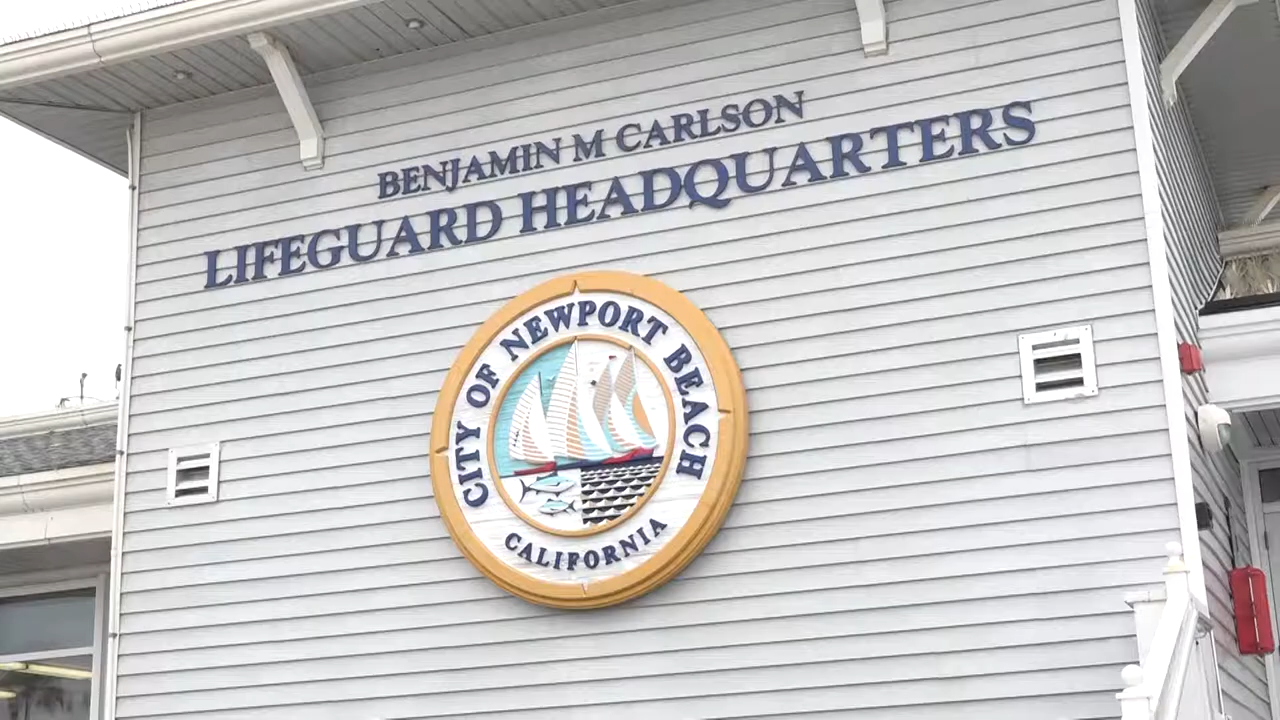 BENJAMIN M CARLSON
LIFEGUARD HEADQUARTERS
CITY OF NEWPORT BEACH
CALIFORNIA